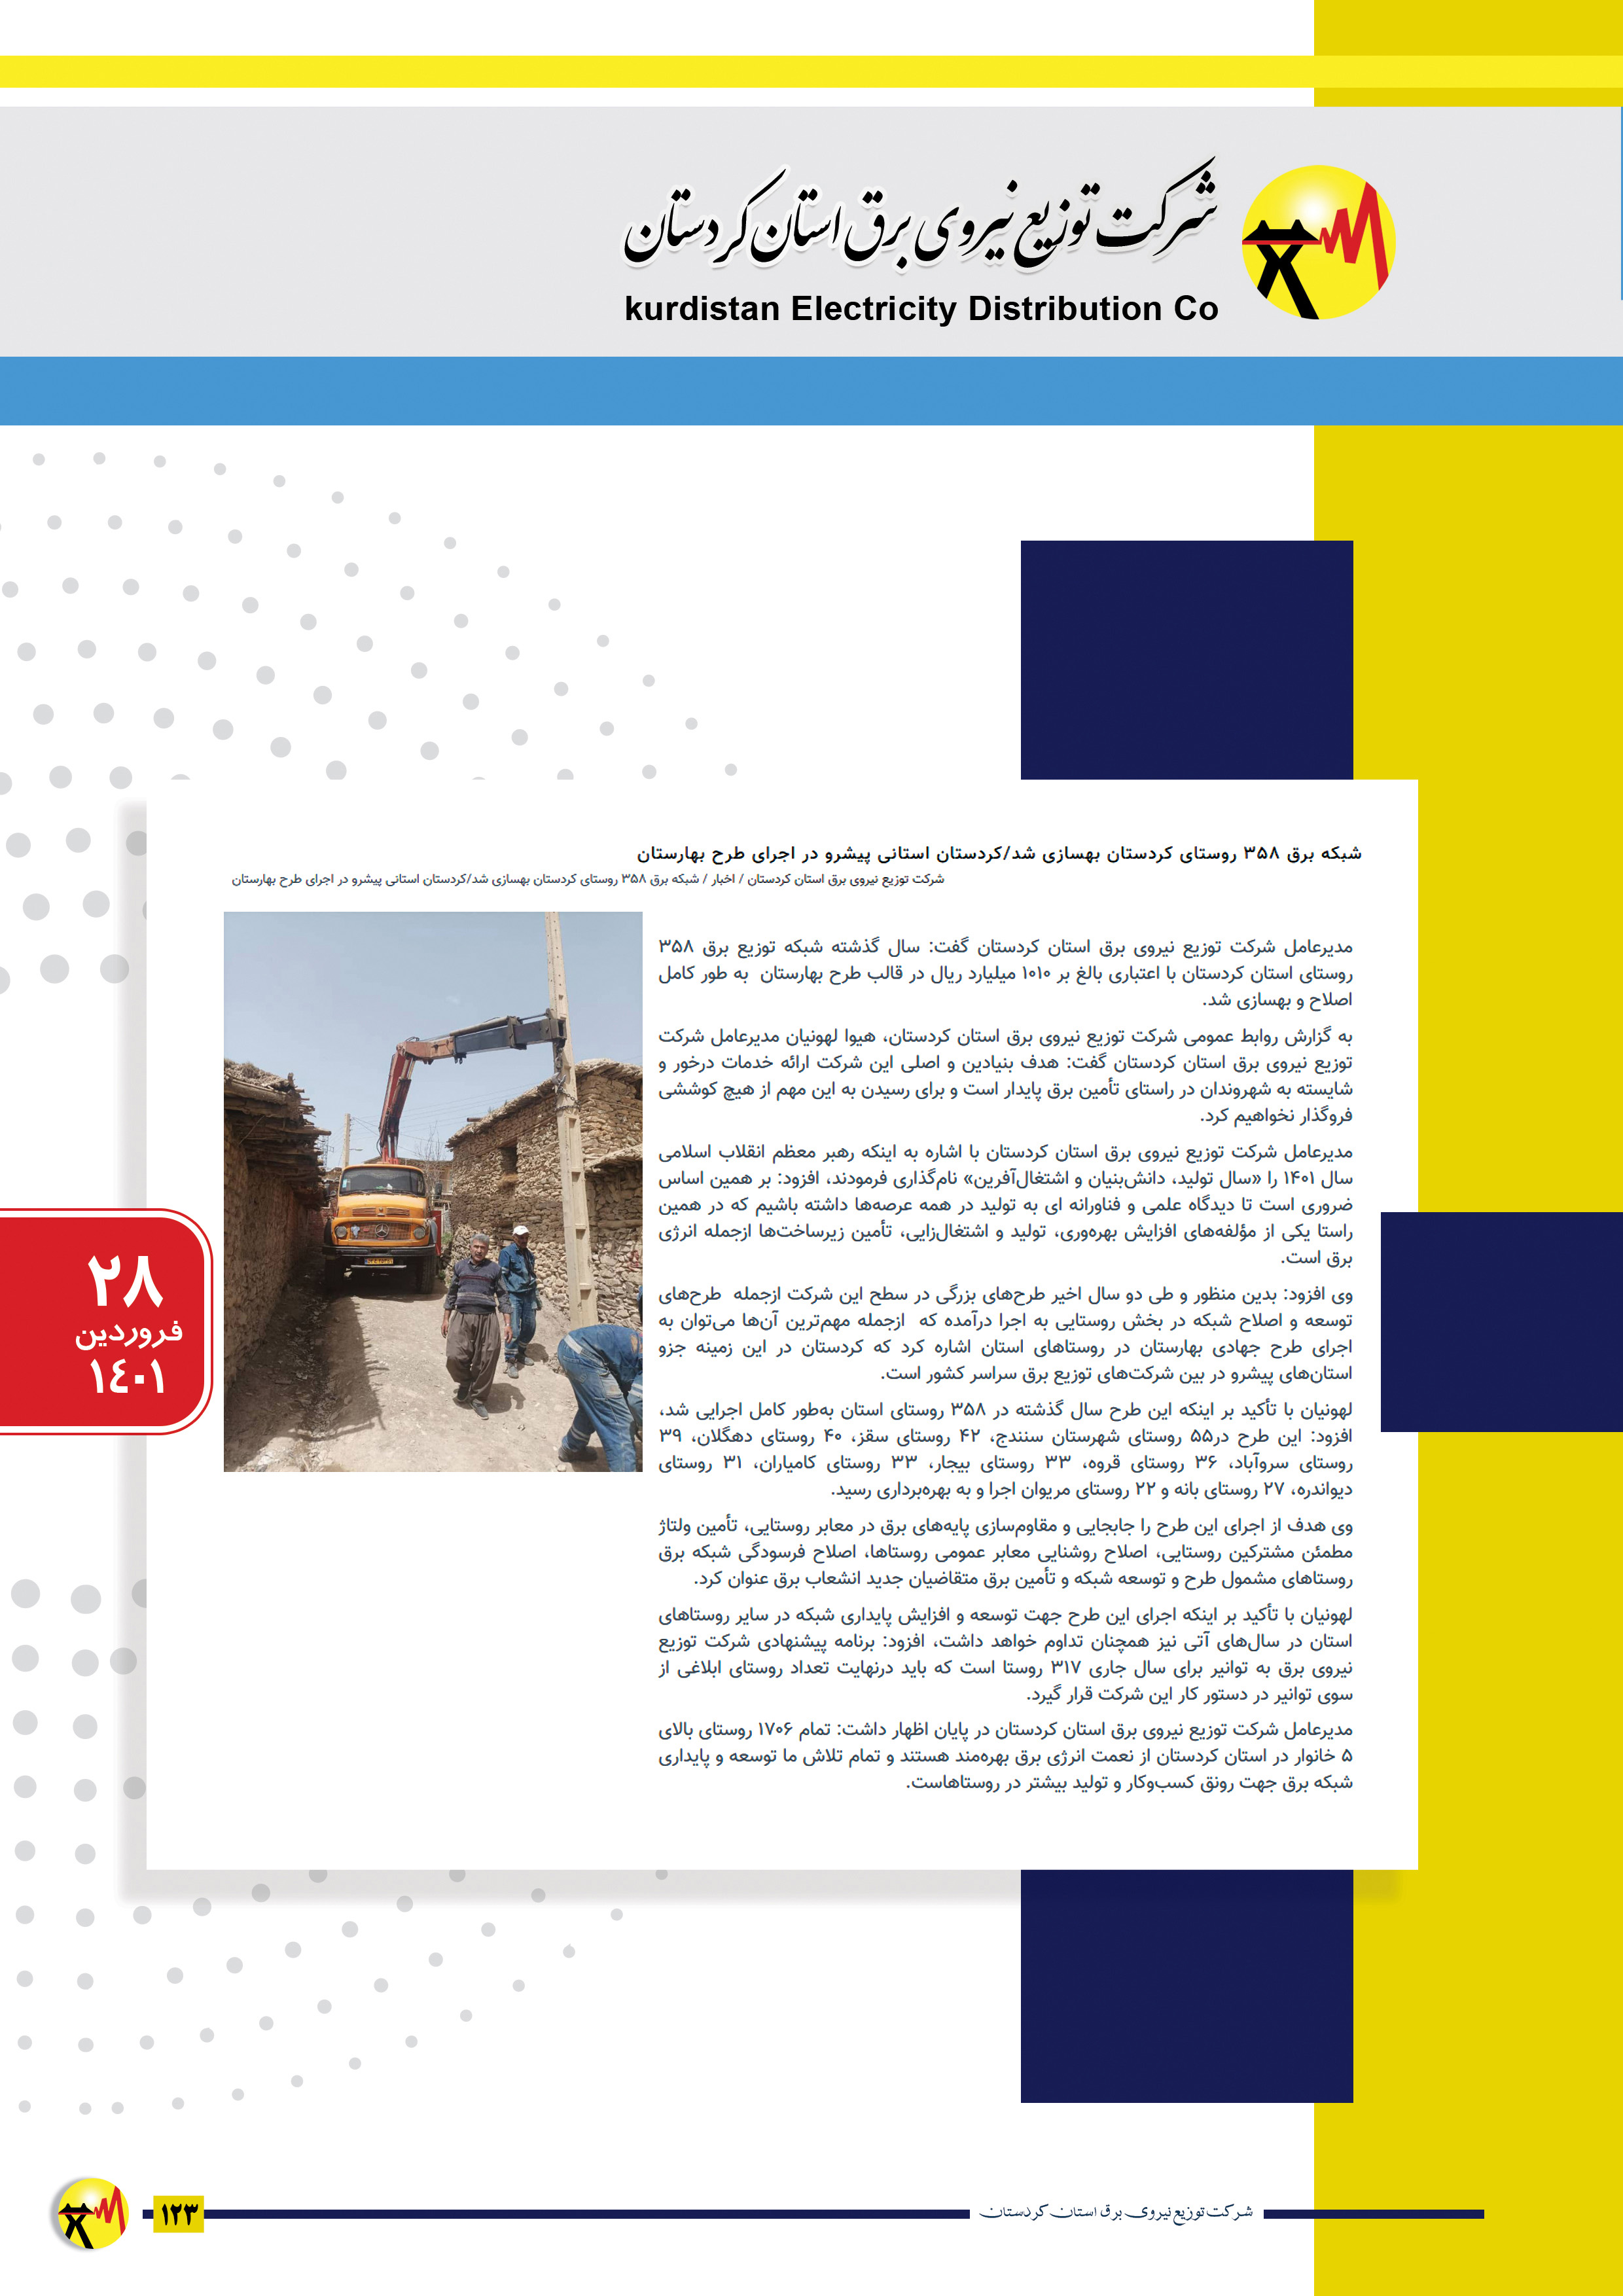 شرکت توزیع نیروی برق استان کردستان
kurdistan Electricity Distribution Co
شبکه برق ۳۵۸ روستای کردستان بهسازی شد/کردستان استانی پیشرو در اجرای طرح بهارستان
شرکت توزیع نیروی برق استان کردستان / اخبار / شبکه برق ۳۵۸ روستای کردستان بهسازی شد/کردستان استانی پیشرو در اجرای طرح بهارستان
مدیرعامل شرکت توزیع نیروی برق استان کردستان گفت: سال گذشته شبکه توزیع برق ۳۵۸
روستای استان کردستان با اعتباری بالغ بر ۱۰۱۰ میلیارد ریال در قالب طرح بهارستان به طور کامل
اصلاح و بهسازی شد.
به گزارش روابط عمومی شرکت توزیع نیروی برق استان کردستان، هیوا لهونیان مدیرعامل شرکت
توزیع نیروی برق استان کردستان گفت: هدف بنیادین و اصلی این شرکت ارائه خدمات درخور و
شایسته به شهروندان در راستای تأمین برق پایدار است و برای رسیدن به این مهم از هیچ کوششی
فروگذار نخواهیم کرد.
مدیرعامل شرکت توزیع نیروی برق استان کردستان با اشاره به اینکه رهبر معظم انقلاب اسلامی
سال ۱۴۰۱ را «سال تولید، دانش‌بنیان و اشتغال‌آفرین» نام‌گذاری فرمودند، افزود: بر همین اساس
ضروری است تا دیدگاه علمی و فناورانه ای به تولید در همه عرصه‌ها داشته باشیم که در همین
راستا یکی از مؤلفه‌های افزایش بهره‌وری، تولید و اشتغال‌زایی، تأمین زیرساخت‌ها ازجمله انرژی
برق است.
وی افزود: بدین منظور و طی دو سال اخیر طرح‌های بزرگی در سطح این شرکت ازجمله طرح‌های
توسعه و اصلاح شبکه در بخش روستایی به اجرا درآمده که ازجمله مهم‌ترین آن‌ها می‌توان به
اجرای طرح جهادی بهارستان در روستاهای استان اشاره کرد که کردستان در این زمینه جزو
استان‌های پیشرو در بین شرکت‌های توزیع برق سراسر کشور است.
لهونیان با تأکید بر اینکه این طرح سال گذشته در ۳۵۸ روستای استان به‌طور کامل اجرایی شد،
افزود: این طرح در۵۵ روستای شهرستان سنندج، ۴۲ روستای سقز، ۴۰ روستای دهگلان، ۳۹
روستای سروآباد، ۳۶ روستای قروه، ۳۳ روستای بیجار، ۳۳ روستای کامیاران، ۳۱ روستای
دیواندره، ۲۷ روستای بانه و ۲۲ روستای مریوان اجرا و به بهره‌برداری رسید.
وی هدف از اجرای این طرح را جابجایی و مقاوم‌سازی پایه‌های برق در معابر روستایی، تأمین ولتاژ
مطمئن مشترکین روستایی، اصلاح روشنایی معابر عمومی روستاها، اصلاح فرسودگی شبکه برق
روستاهای مشمول طرح و توسعه شبکه و تأمین برق متقاضیان جدید انشعاب برق عنوان کرد.
لهونیان با تأکید بر اینکه اجرای این طرح جهت توسعه و افزایش پایداری شبکه در سایر روستاهای
استان در سال‌های آتی نیز همچنان تداوم خواهد داشت، افزود: برنامه پیشنهادی شرکت توزیع
نیروی برق به توانیر برای سال جاری ۳۱۷ روستا است که باید درنهایت تعداد روستای ابلاغی از
سوی توانیر در دستور کار این شرکت قرار گیرد.
مدیرعامل شرکت توزیع نیروی برق استان کردستان در پایان اظهار داشت: تمام ۱۷۰۶ روستای بالای
۵ خانوار در استان کردستان از نعمت انرژی برق بهره‌مند هستند و تمام تلاش ما توسعه و پایداری
شبکه برق جهت رونق کسب‌وکار و تولید بیشتر در روستاهاست.
۲۸
فروردین
۱٤۰۱
شرکت توزیع نیروی برق استان کردستان
۱۲۳